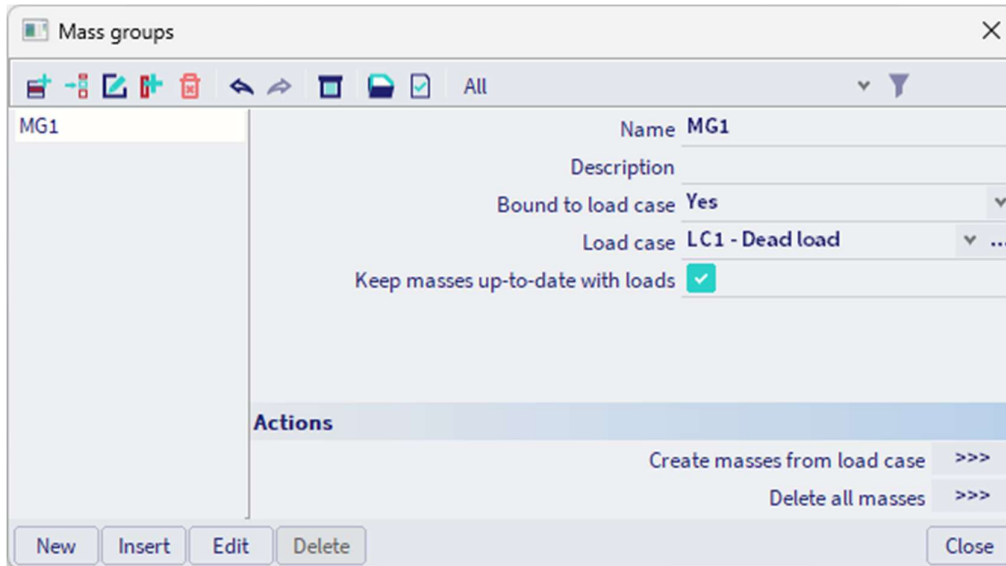 Mass groups
All
MG1
Name MG1
Description
Bound to load case Yes
Load case LC1 - Dead load ...
Keep masses up-to-date with loads
Actions
Create masses from load case >>>
Delete all masses >>>
New Insert Edit Delete Close